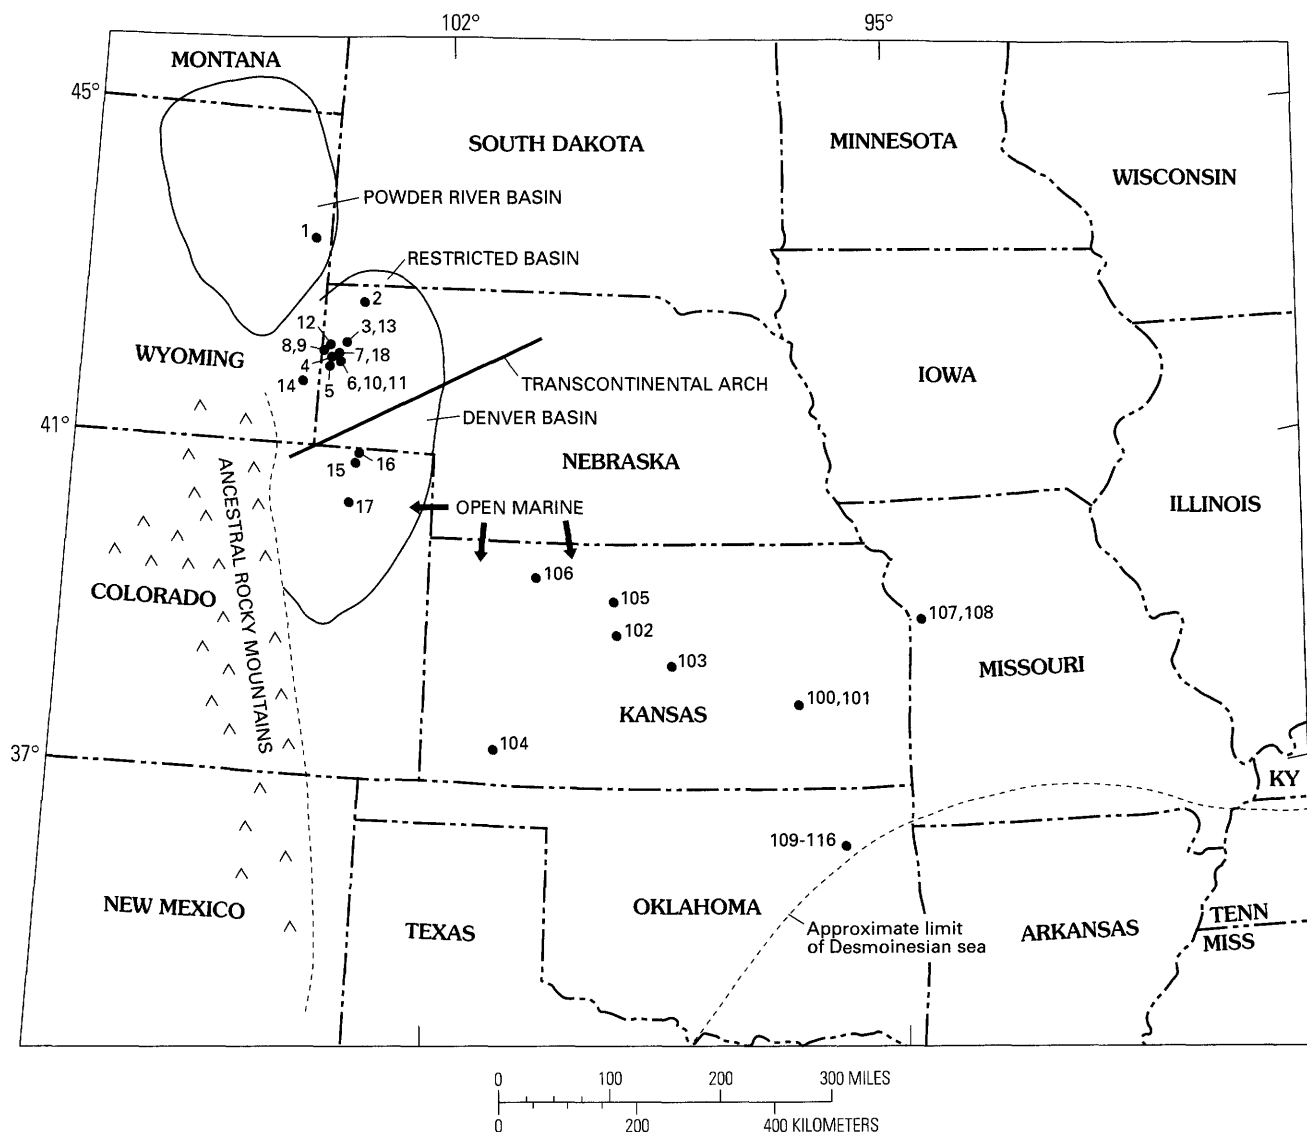 102°
95°
MONTANA
45°
SOUTH DAKOTA
MINNESOTA
WISCONSIN
POWDER RIVER BASIN
1
RESTRICTED BASIN
2
12
3,13
8,9
7,18
4
WYOMING
14
5
6,10,11
TRANSCONTINENTAL ARCH
IOWA
DENVER BASIN
41°
16
15
NEBRASKA
17
OPEN MARINE
ILLINOIS
ANCESTRAL ROCKY MOUNTAINS
106
COLORADO
105
107,108
102
103
MISSOURI
100,101
KANSAS
104
37°
KY
109-116
NEW MEXICO
OKLAHOMA
TEXAS
Approximate limit
of Desmoinesian sea
ARKANSAS
TENN
MISS
0 100 200 300 MILES
0 200 400 KILOMETERS